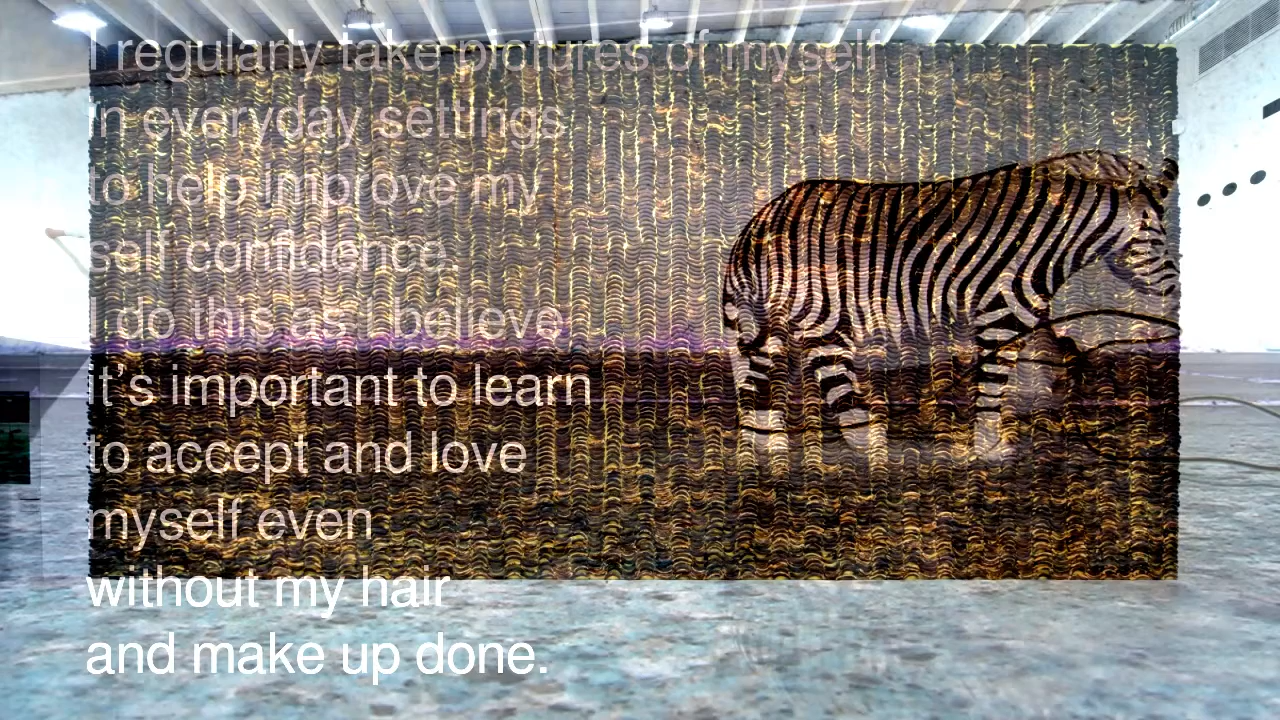 I regularly take pictures of myself
in everyday settings
to help improve my
self confidence.
I do this as I believe
it's important to learn
to accept and love
myself even
without my hair
and make up done.